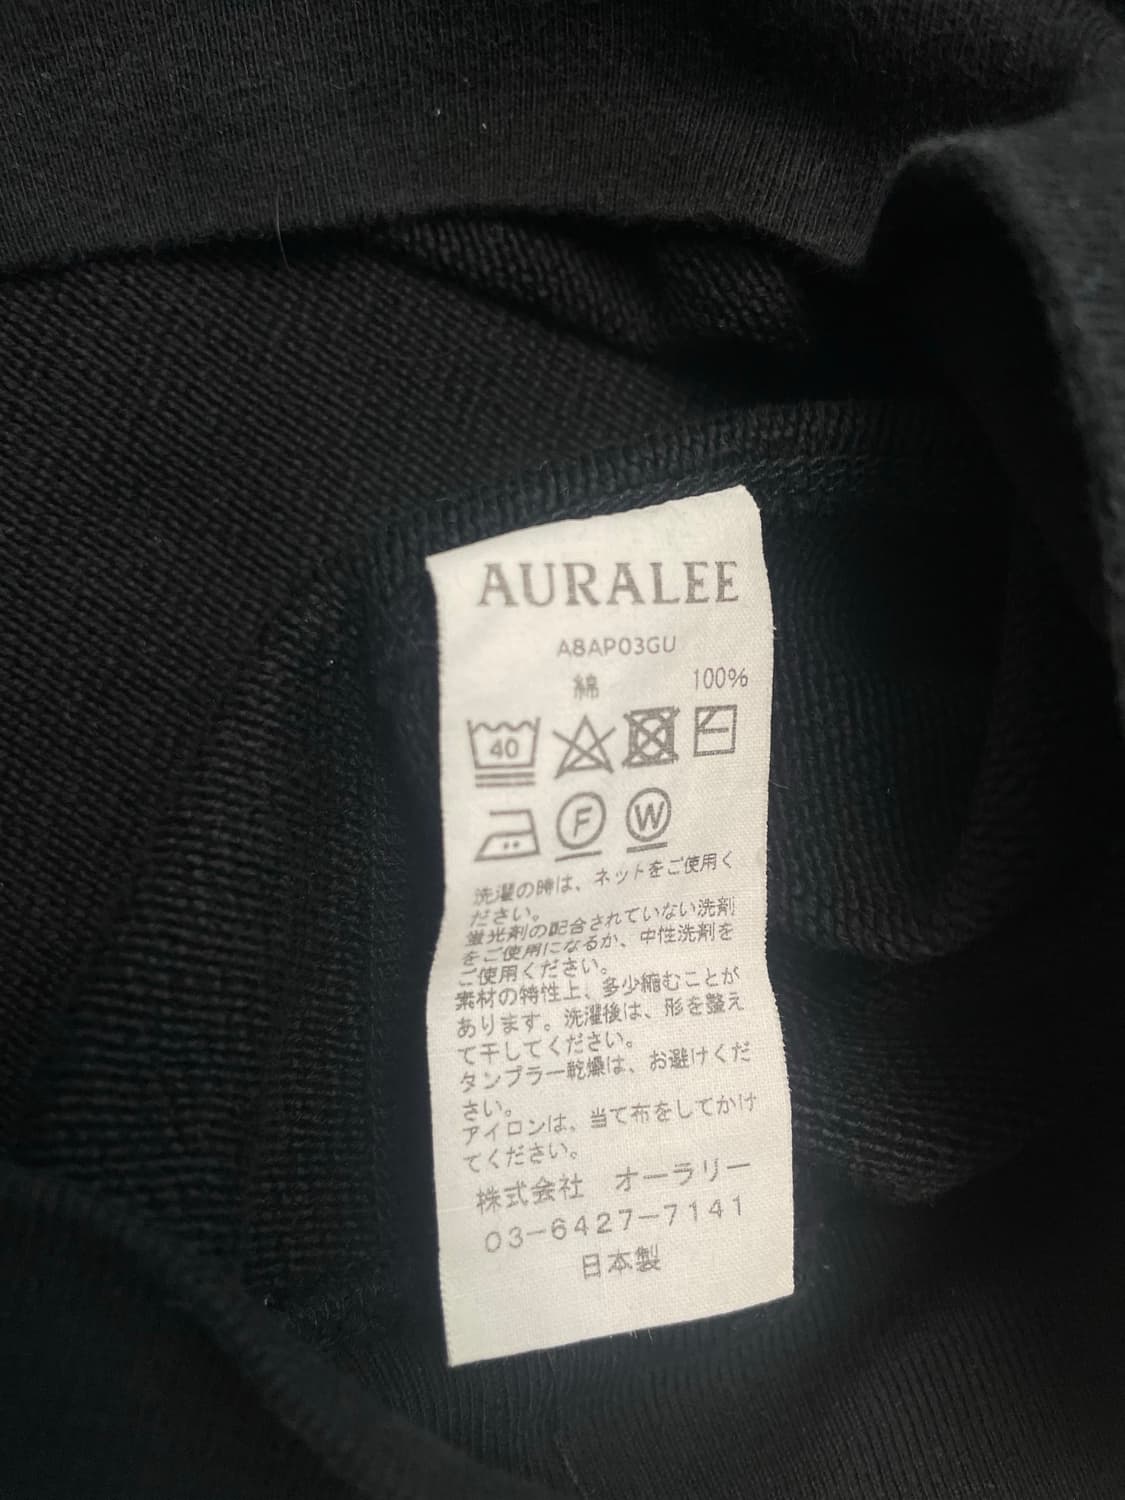 AURALEE
A8AP03GU
綿 100%
40
F W
洗濯の時は、ネットをご使用く
ださい。
蛍光剤の配合されていない洗剤
をご使用になるか、中性洗剤を
ご使用ください。
素材の特性上、多少縮むことが
あります。洗濯後は、形を整え
て干してください。
タンブラー乾燥は、お避けくだ
さい。
アイロンは、当て布をしてかけ
てください。
株式会社 オーラリー
03-6427-7141
日本製